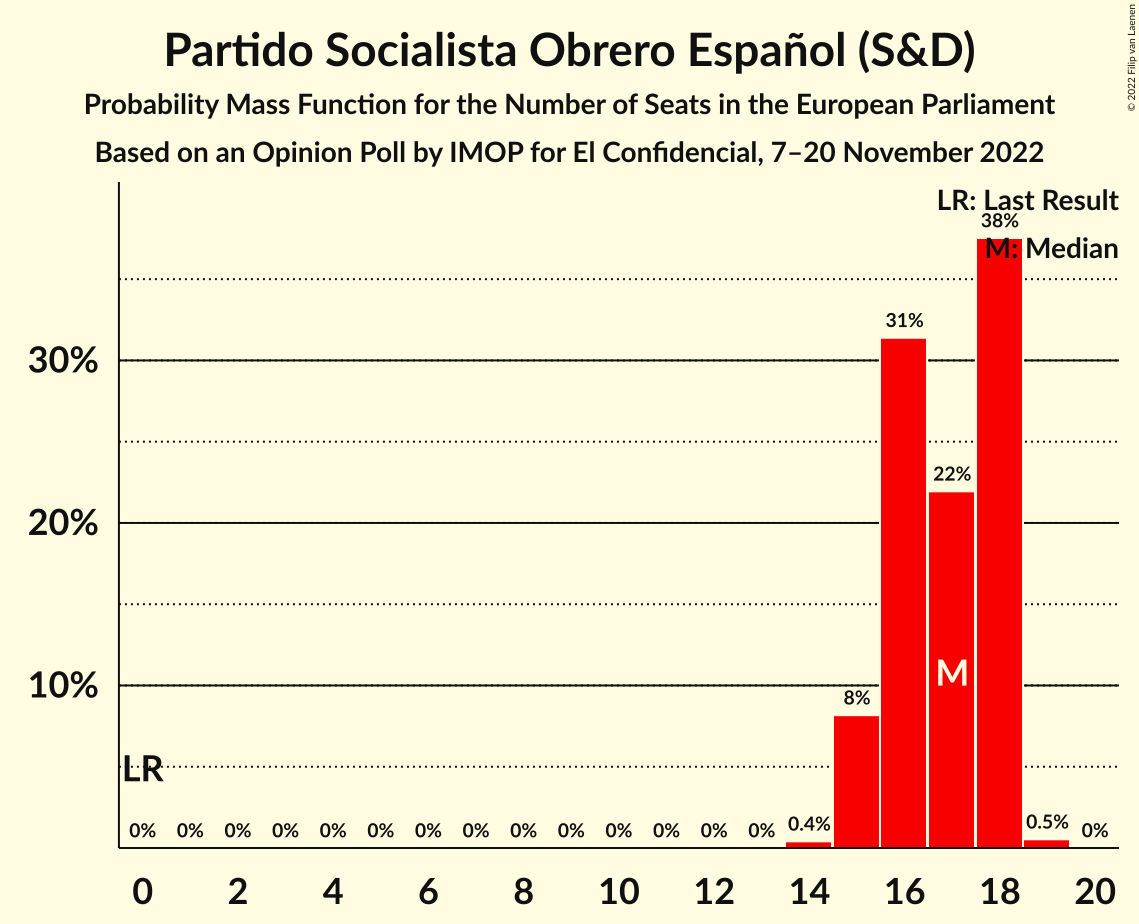 Partido Socialista Obrero Español (S&D)
Probability Mass Function for the Number of Seats in the European Parliament
Based on an Opinion Poll by IMOP for El Confidencial, 7–20 November 2022
© 2022 Filip van Laenen
LR: Last Result
M: Median
38%
31%
30%
22%
20%
M
10%
8%
LR
0% 0% 0% 0% 0% 0% 0% 0% 0% 0% 0% 0% 0% 0% 0.4% 0.5% 0%
0 2 4 6 8 10 12 14 16 18 20